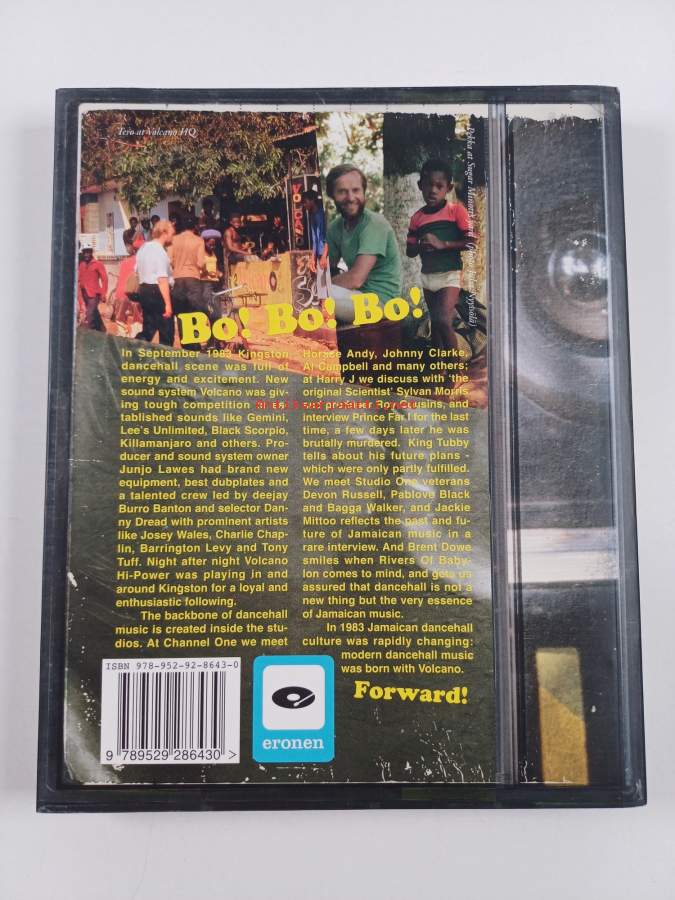 Tero at Volcano HQ
Pekka at Sugar Minott's yard
Bo! Bo! Bo!
In September 1983 Kingston
dancehall scene was full of
energy and excitement. New
sound system Volcano was giv-
ing tough competition to es-
tablished sounds like Gemini,
Lee's Unlimited, Black Scorpio,
Killamanjaro and others. Pro-
ducer and sound system owner
Junjo Lawes had brand new
equipment, best dubplates and
a talented crew led by deejay
Burro Banton and selector Dan-
ny Dread with prominent artists
like Josey Wales, Charlie Chap-
lin, Barrington Levy and Tony
Tuff. Night after night Volcano
Hi-Power was playing in and
around Kingston for a loyal and
enthusiastic following.
The backbone of dancehall
music is created inside the stu-
dios. At Channel One we meet
Horace Andy, Johnny Clarke,
Al Campbell and many others;
at Harry J we discuss with 'the
original Scientist' Sylvan Morris
and producer Roy Cousins, and
interview Prince Far I for the last
time, a few days later he was
brutally murdered. King Tubby
tells about his future plans -
which were only partly fulfilled.
We meet Studio One veterans
Devon Russell, Pablove Black
and Bagga Walker, and Jackie
Mittoo reflects the past and fu-
ture of Jamaican music in a
rare interview. And Brent Dowe
smiles when Rivers Of Baby-
lon comes to mind, and gets us
assured that dancehall is not a
new thing but the very essence
of Jamaican music.
In 1983 Jamaican dancehall
culture was rapidly changing:
modern dancehall music
was born with Volcano.
Forward!
ISBN 978-952-92-8643-0
9 789529 286430 >
eronen